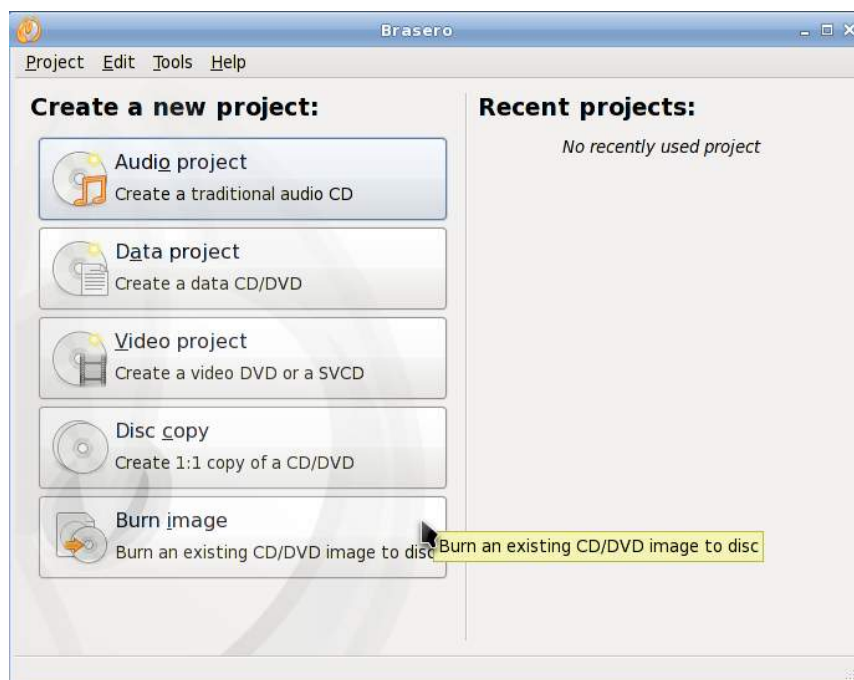 Brasero
Project Edit Tools Help
Create a new project:
Audio project
Create a traditional audio CD
Data project
Create a data CD/DVD
Video project
Create a video DVD or a SVCD
Disc copy
Create 1:1 copy of a CD/DVD
Burn image
Burn an existing CD/DVD image to disc
Burn an existing CD/DVD image to disc
Recent projects:
No recently used project